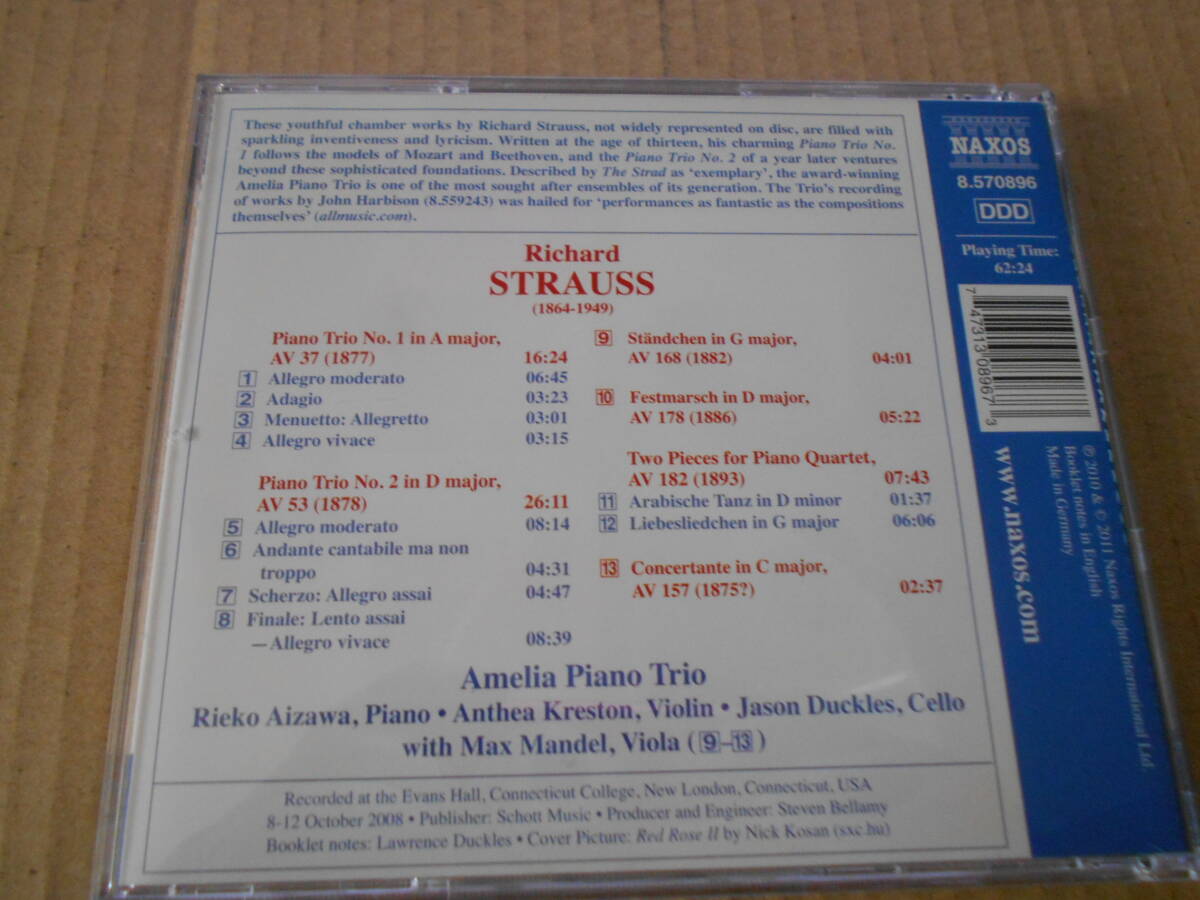 These youthful chamber works by Richard Strauss, not widely represented on disc, are filled with
sparkling inventiveness and lyricism. Written at the age of thirteen, his charming Piano Trio No.
1 follows the models of Mozart and Beethoven, and the Piano Trio No. 2 of a year later ventures
beyond these sophisticated foundations. Described by The Strad as ‘exemplary’, the award-winning
Amelia Piano Trio is one of the most sought after ensembles of its generation. The Trio’s recording
of works by John Harbison (8.559243) was hailed for ‘performances as fantastic as the compositions
themselves’ (allmusic.com).
Richard
STRAUSS
(1864-1949)
Piano Trio No. 1 in A major,
AV 37 (1877) 16:24
1 Allegro moderato 06:45
2 Adagio 03:23
3 Menuetto: Allegretto 03:01
4 Allegro vivace 03:15
Piano Trio No. 2 in D major,
AV 53 (1878) 26:11
5 Allegro moderato 08:14
6 Andante cantabile ma non
troppo 04:31
7 Scherzo: Allegro assai 04:47
8 Finale: Lento assai
—Allegro vivace 08:39
9 Ständchen in G major,
AV 168 (1882) 04:01
10 Festmarsch in D major,
AV 178 (1886) 05:22
Two Pieces for Piano Quartet,
AV 182 (1893) 07:43
11 Arabische Tanz in D minor 01:37
12 Liebesliedchen in G major 06:06
13 Concertante in C major,
AV 157 (1875?) 02:37
Amelia Piano Trio
Rieko Aizawa, Piano • Anthea Kreston, Violin • Jason Duckles, Cello
with Max Mandel, Viola (9–13)
Recorded at the Evans Hall, Connecticut College, New London, Connecticut, USA
8-12 October 2008 • Publisher: Schott Music • Producer and Engineer: Steven Bellamy
Booklet notes: Lawrence Duckles • Cover Picture: Red Rose II by Nick Kosan (sxc.hu)
NAXOS
8.570896
DDD
Playing Time:
62:24
7 47313 08967 3
℗ 2010 & © 2011 Naxos Rights International Ltd.
Booklet notes in English
Made in Germany
www.naxos.com